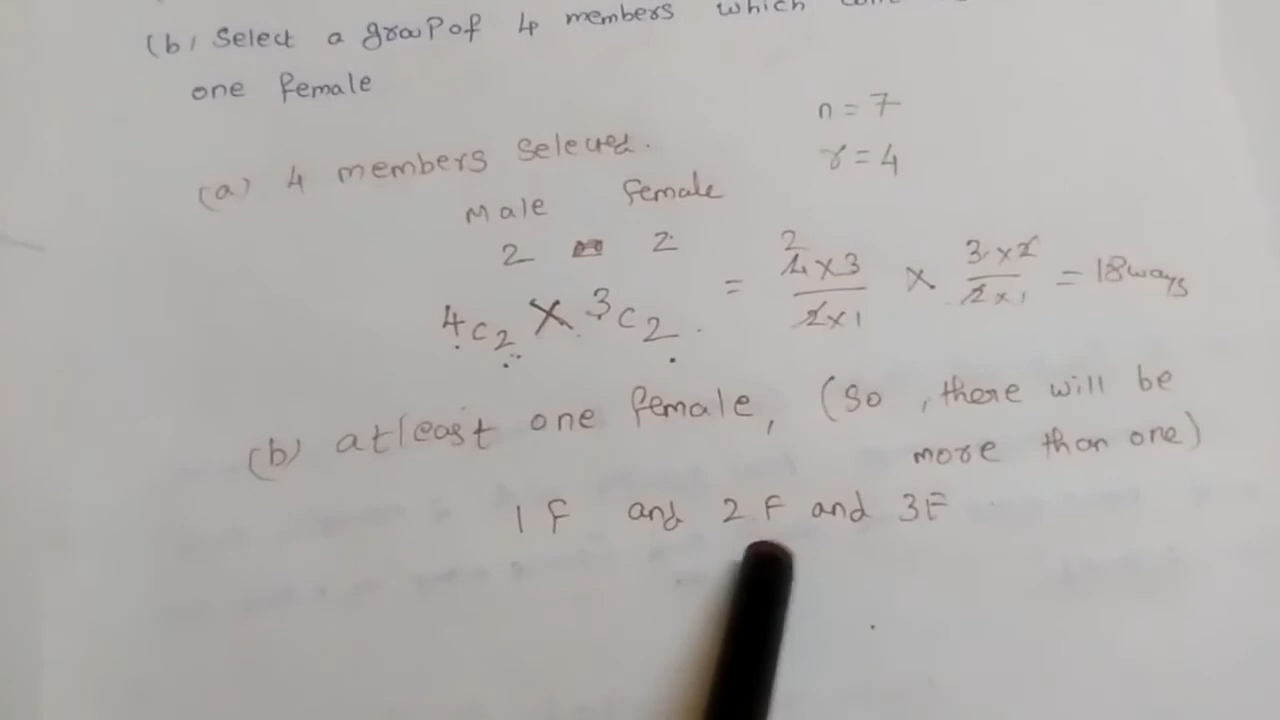 (b) Select a group of 4 members which
one female
n = 7
(a) 4 members selected.
r = 4
Male female
2 2
4c2 X 3c2. = 2 4x3 / 2x1 x 3x2 / 2x1 = 18 ways
(b) atleast one female, (so, there will be
more than one)
1 F and 2 F and 3F